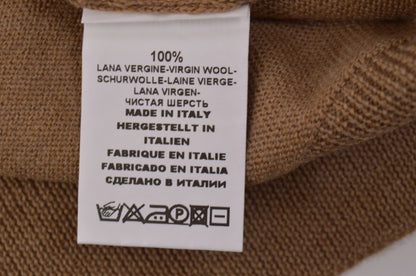 100%
LANA VERGINE-VIRGIN WOOL-
SCHURWOLLE-LAINE VIERGE-
LANA VIRGEN-
ЧИСТАЯ ШЕРСТЬ
MADE IN ITALY
HERGESTELLT IN
ITALIEN
FABRIQUE EN ITALIE
FABRICADO EN ITALIA
СДЕЛАНО В ИТАЛИИ